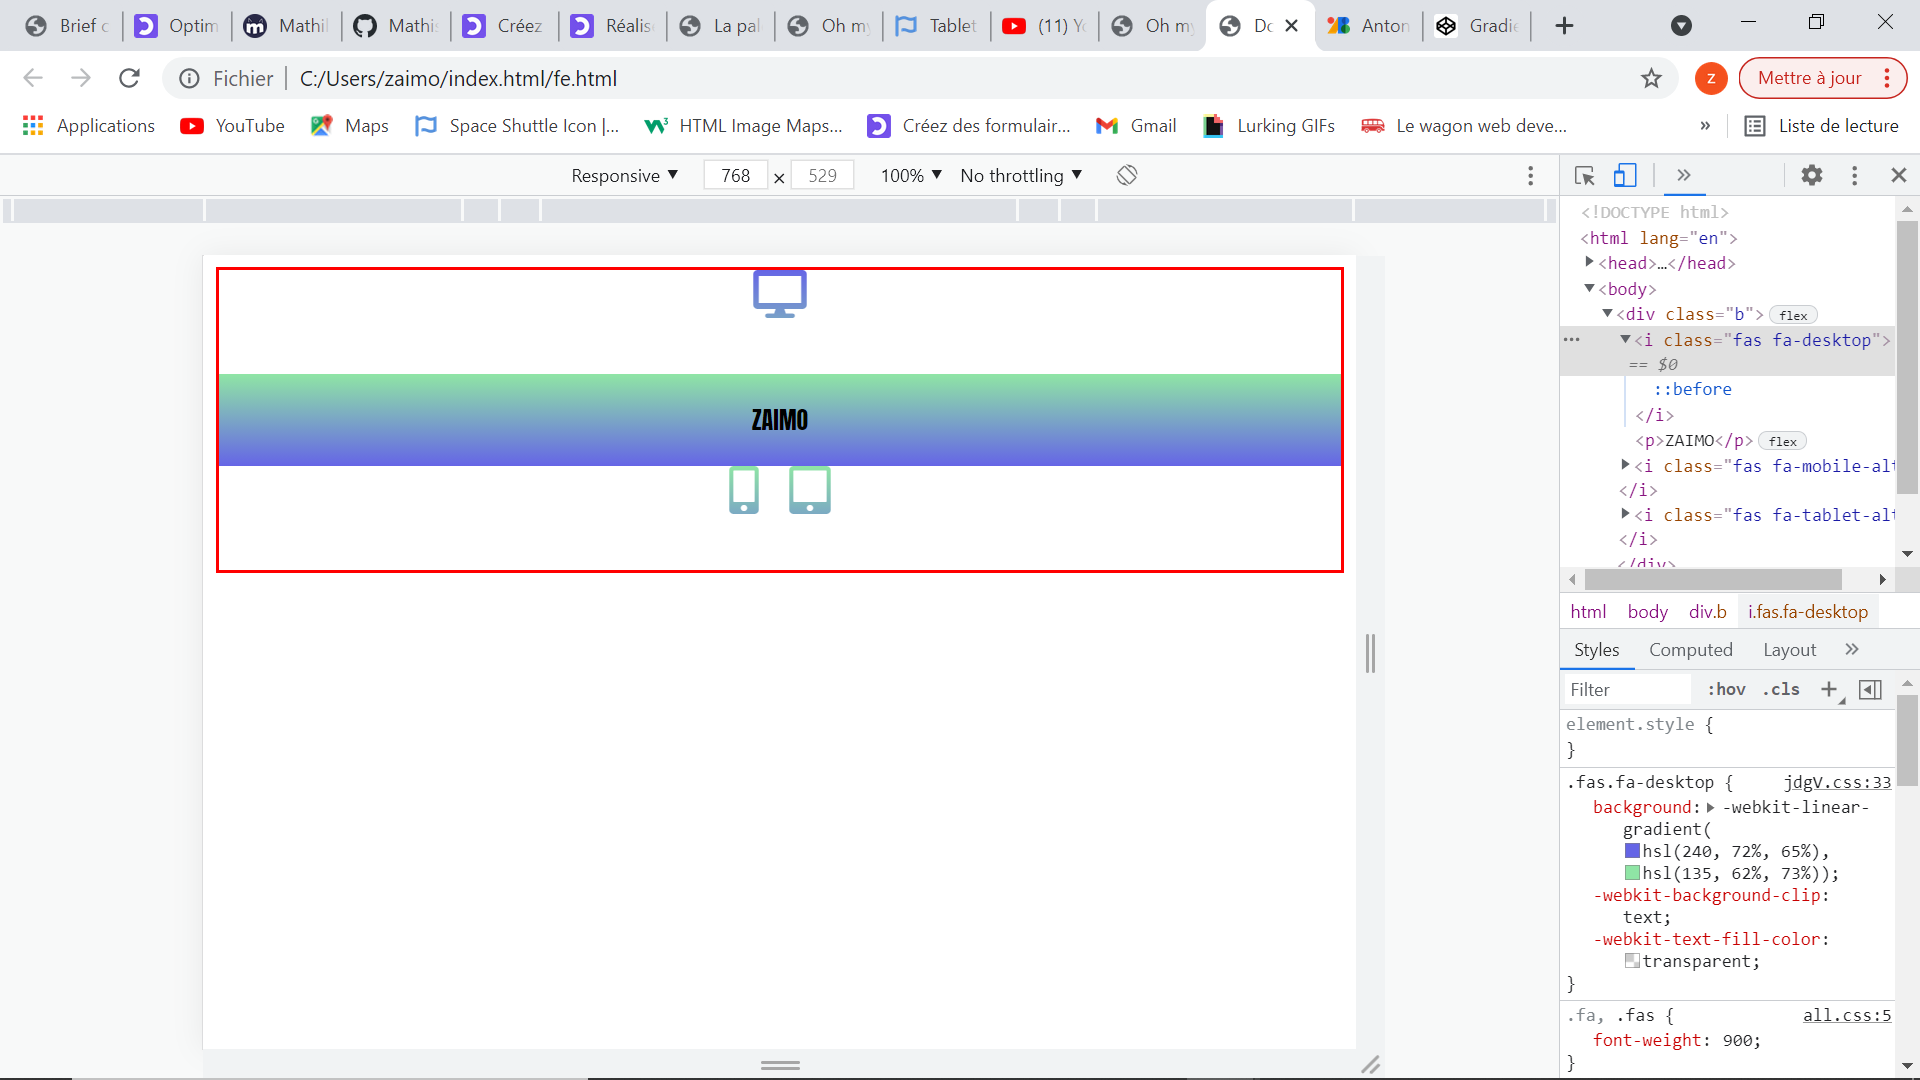 Brief c
Optim
Mathil
Mathis
Créez
Réalise
La pal
Oh my
Tablet
(11) Yo
Oh my
Do
Anton
Gradie
Fichier
C:/Users/zaimo/index.html/fe.html
z
Mettre à jour
Applications
YouTube
Maps
Space Shuttle Icon |...
HTML Image Maps...
Créez des formulair...
Gmail
Lurking GIFs
Le wagon web deve...
»
Liste de lecture
Responsive ▼ 768 × 529 100% ▼ No throttling ▼
»
<!DOCTYPE html>
<html lang="en">
▶<head>…</head>
▼<body>
▼<div class="b"> flex
… ▼<i class="fas fa-desktop">
== $0
::before
</i>
<p>ZAIMO</p> flex
▶<i class="fas fa-mobile-alt
</i>
▶<i class="fas fa-tablet-alt
</i>
</div>
ZAIMO
html body div.b i.fas.fa-desktop
Styles Computed Layout »
Filter :hov .cls +
element.style {
}
.fas.fa-desktop { jdgV.css:33
background: ▶ -webkit-linear-
gradient(
hsl(240, 72%, 65%),
hsl(135, 62%, 73%));
-webkit-background-clip:
text;
-webkit-text-fill-color:
transparent;
}
.fa, .fas { all.css:5
font-weight: 900;
}